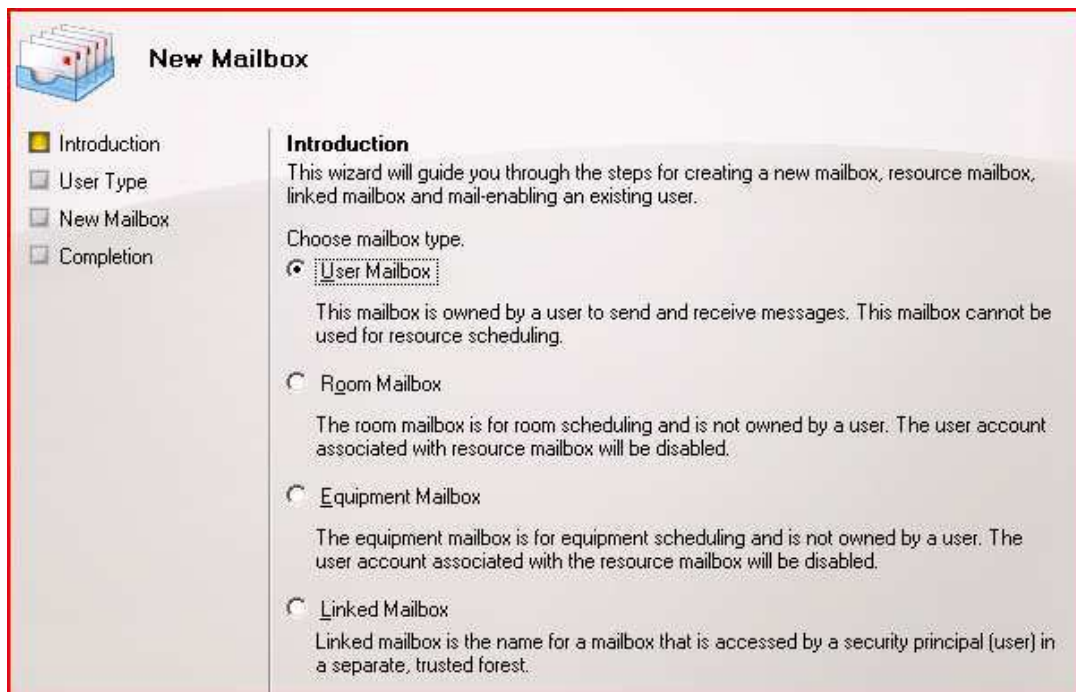 New Mailbox
Introduction
User Type
New Mailbox
Completion
Introduction
This wizard will guide you through the steps for creating a new mailbox, resource mailbox,
linked mailbox and mail-enabling an existing user.
Choose mailbox type.
User Mailbox
This mailbox is owned by a user to send and receive messages. This mailbox cannot be
used for resource scheduling.
Room Mailbox
The room mailbox is for room scheduling and is not owned by a user. The user account
associated with resource mailbox will be disabled.
Equipment Mailbox
The equipment mailbox is for equipment scheduling and is not owned by a user. The
user account associated with the resource mailbox will be disabled.
Linked Mailbox
Linked mailbox is the name for a mailbox that is accessed by a security principal (user) in
a separate, trusted forest.